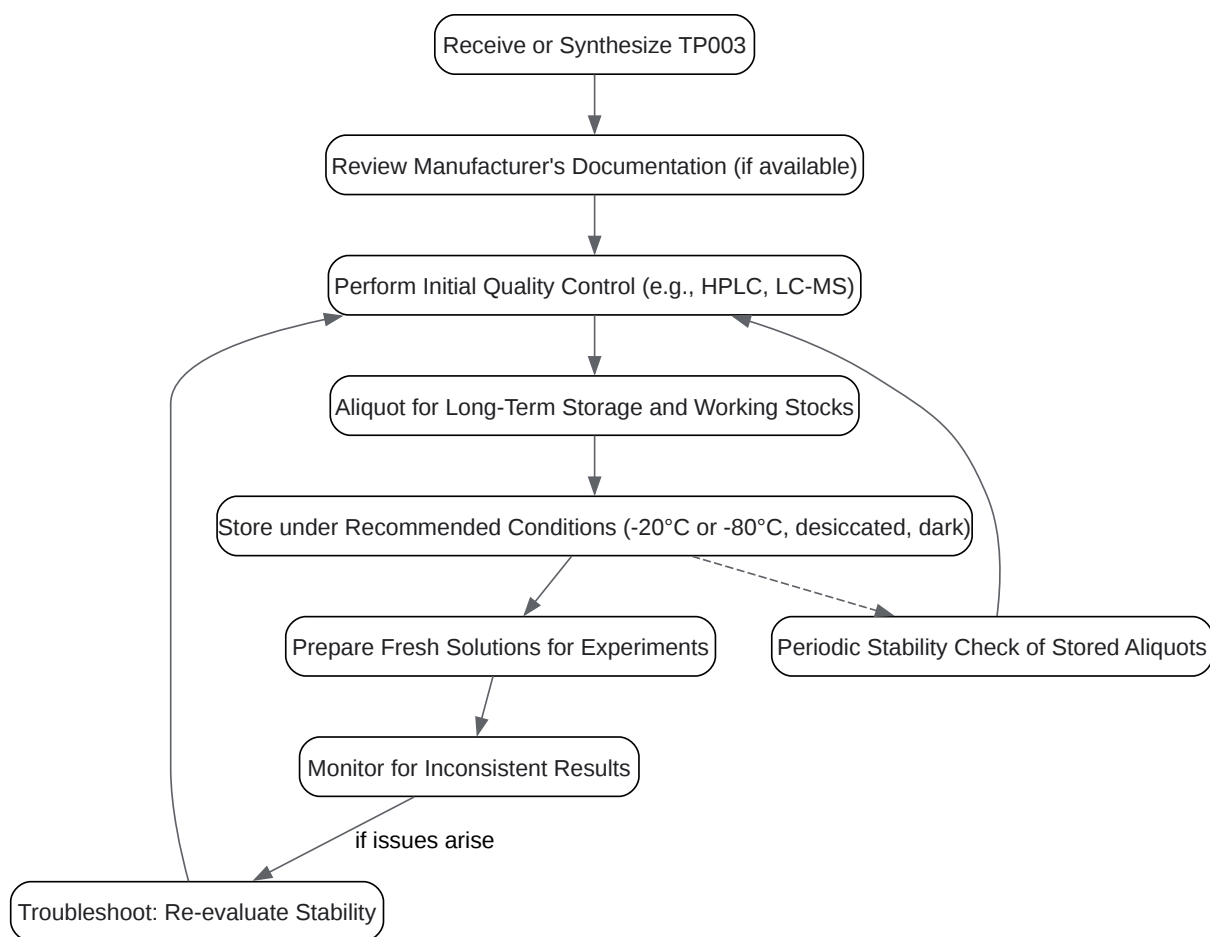 Receive or Synthesize TP003
Review Manufacturer's Documentation (if available)
Perform Initial Quality Control (e.g., HPLC, LC-MS)
Aliquot for Long-Term Storage and Working Stocks
Store under Recommended Conditions (-20°C or -80°C, desiccated, dark)
Prepare Fresh Solutions for Experiments
Periodic Stability Check of Stored Aliquots
Monitor for Inconsistent Results
if issues arise
Troubleshoot: Re-evaluate Stability